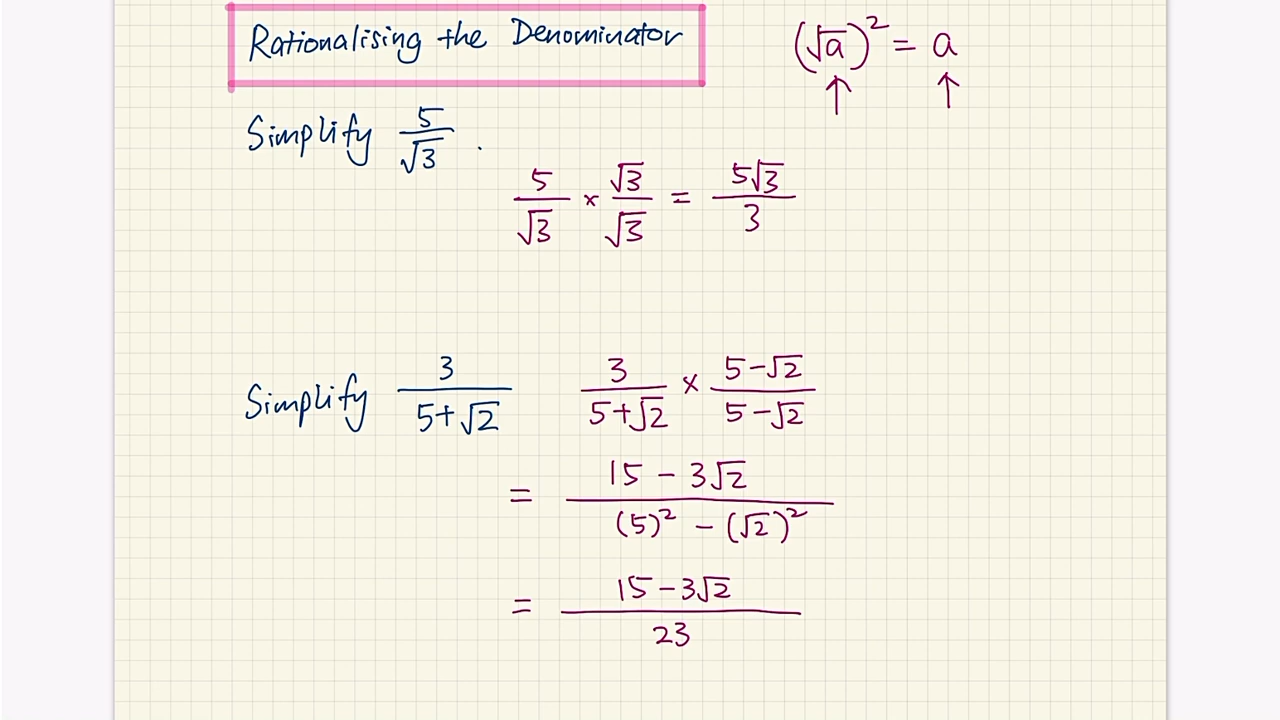 Rationalising the Denominator
(√a)² = a
↑ ↑
Simplify 5/√3 .
5/√3 × √3/√3 = 5√3/3
Simplify 3/(5+√2)
3/(5+√2) × (5-√2)/(5-√2)
= (15 - 3√2)/((5)² - (√2)²)
= (15-3√2)/23